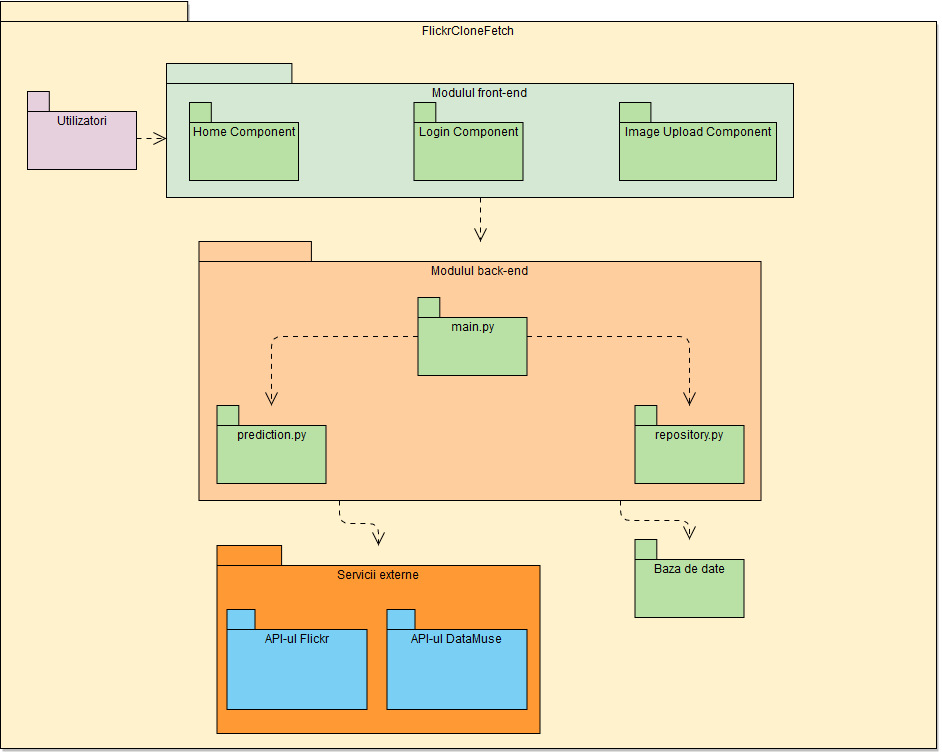 FlickrCloneFetch
Utilizatori
Modulul front-end
Home Component
Login Component
Image Upload Component
Modulul back-end
main.py
prediction.py
repository.py
Servicii externe
API-ul Flickr
API-ul DataMuse
Baza de date